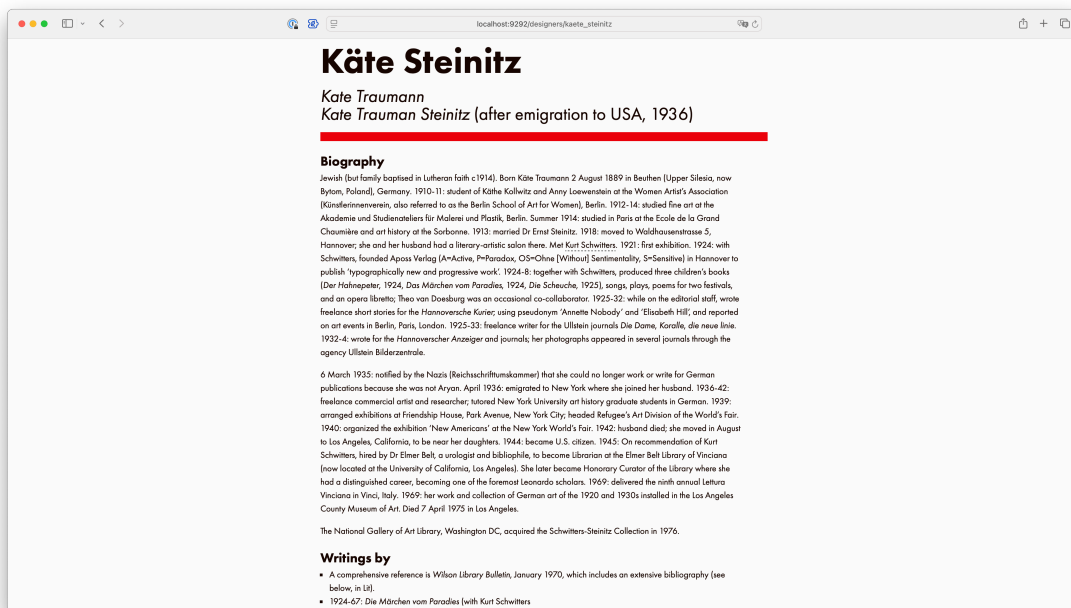 localhost:9292/designers/kaete_steinitz
Käte Steinitz
Kate Traumann
Kate Trauman Steinitz (after emigration to USA, 1936)
Biography
Jewish (but family baptised in Lutheran faith c1914). Born Käte Traumann 2 August 1889 in Beuthen (Upper Silesia, now
Bytom, Poland), Germany. 1910-11: student of Käthe Kollwitz and Anny Loewenstein at the Women Artist's Association
(Künstlerinnenverein, also referred to as the Berlin School of Art for Women), Berlin. 1912-14: studied fine art at the
Akademie und Studienateliers für Malerei und Plastik, Berlin. Summer 1914: studied in Paris at the Ecole de la Grand
Chaumière and art history at the Sorbonne. 1913: married Dr Ernst Steinitz. 1918: moved to Waldhausenstrasse 5,
Hannover; she and her husband had a literary-artistic salon there. Met Kurt Schwitters. 1921: first exhibition. 1924: with
Schwitters, founded Aposs Verlag (A=Active, P=Paradox, OS=Ohne [Without] Sentimentality, S=Sensitive) in Hannover to
publish 'typographically new and progressive work'. 1924-8: together with Schwitters, produced three children's books
(Der Hahnepeter, 1924, Das Märchen vom Paradies, 1924, Die Scheuche, 1925), songs, plays, poems for two festivals,
and an opera libretto; Theo van Doesburg was an occasional co-collaborator. 1925-32: while on the editorial staff, wrote
freelance short stories for the Hannoversche Kurier; using pseudonym 'Annette Nobody' and 'Elisabeth Hill', and reported
on art events in Berlin, Paris, London. 1925-33: freelance writer for the Ullstein journals Die Dame, Koralle, die neue linie.
1932-4: wrote for the Hannoverscher Anzeiger and journals; her photographs appeared in several journals through the
agency Ullstein Bilderzentrale.
6 March 1935: notified by the Nazis (Reichsschrifttumskammer) that she could no longer work or write for German
publications because she was not Aryan. April 1936: emigrated to New York where she joined her husband. 1936-42:
freelance commercial artist and researcher; tutored New York University art history graduate students in German. 1939:
arranged exhibitions at Friendship House, Park Avenue, New York City; headed Refugee's Art Division of the World's Fair.
1940: organized the exhibition 'New Americans' at the New York World's Fair. 1942: husband died; she moved in August
to Los Angeles, California, to be near her daughters. 1944: became U.S. citizen. 1945: On recommendation of Kurt
Schwitters, hired by Dr Elmer Belt, a urologist and bibliophile, to become Librarian at the Elmer Belt Library of Vinciana
(now located at the University of California, Los Angeles). She later became Honorary Curator of the Library where she
had a distinguished career, becoming one of the foremost Leonardo scholars. 1969: delivered the ninth annual Lettura
Vinciana in Vinci, Italy. 1969: her work and collection of German art of the 1920 and 1930s installed in the Los Angeles
County Museum of Art. Died 7 April 1975 in Los Angeles.
The National Gallery of Art Library, Washington DC, acquired the Schwitters-Steinitz Collection in 1976.
Writings by
▪ A comprehensive reference is Wilson Library Bulletin, January 1970, which includes an extensive bibliography (see
below, in Lit).
▪ 1924-67: Die Märchen vom Paradies (with Kurt Schwitters